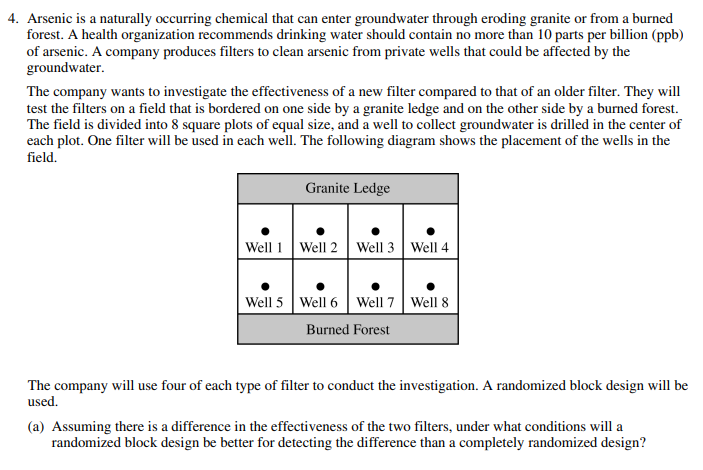 4. Arsenic is a naturally occurring chemical that can enter groundwater through eroding granite or from a burned
forest. A health organization recommends drinking water should contain no more than 10 parts per billion (ppb)
of arsenic. A company produces filters to clean arsenic from private wells that could be affected by the
groundwater.
The company wants to investigate the effectiveness of a new filter compared to that of an older filter. They will
test the filters on a field that is bordered on one side by a granite ledge and on the other side by a burned forest.
The field is divided into 8 square plots of equal size, and a well to collect groundwater is drilled in the center of
each plot. One filter will be used in each well. The following diagram shows the placement of the wells in the
field.
Granite Ledge
Well 1 Well 2 Well 3 Well 4
Well 5 Well 6 Well 7 Well 8
Burned Forest
The company will use four of each type of filter to conduct the investigation. A randomized block design will be
used.
(a) Assuming there is a difference in the effectiveness of the two filters, under what conditions will a
randomized block design be better for detecting the difference than a completely randomized design?